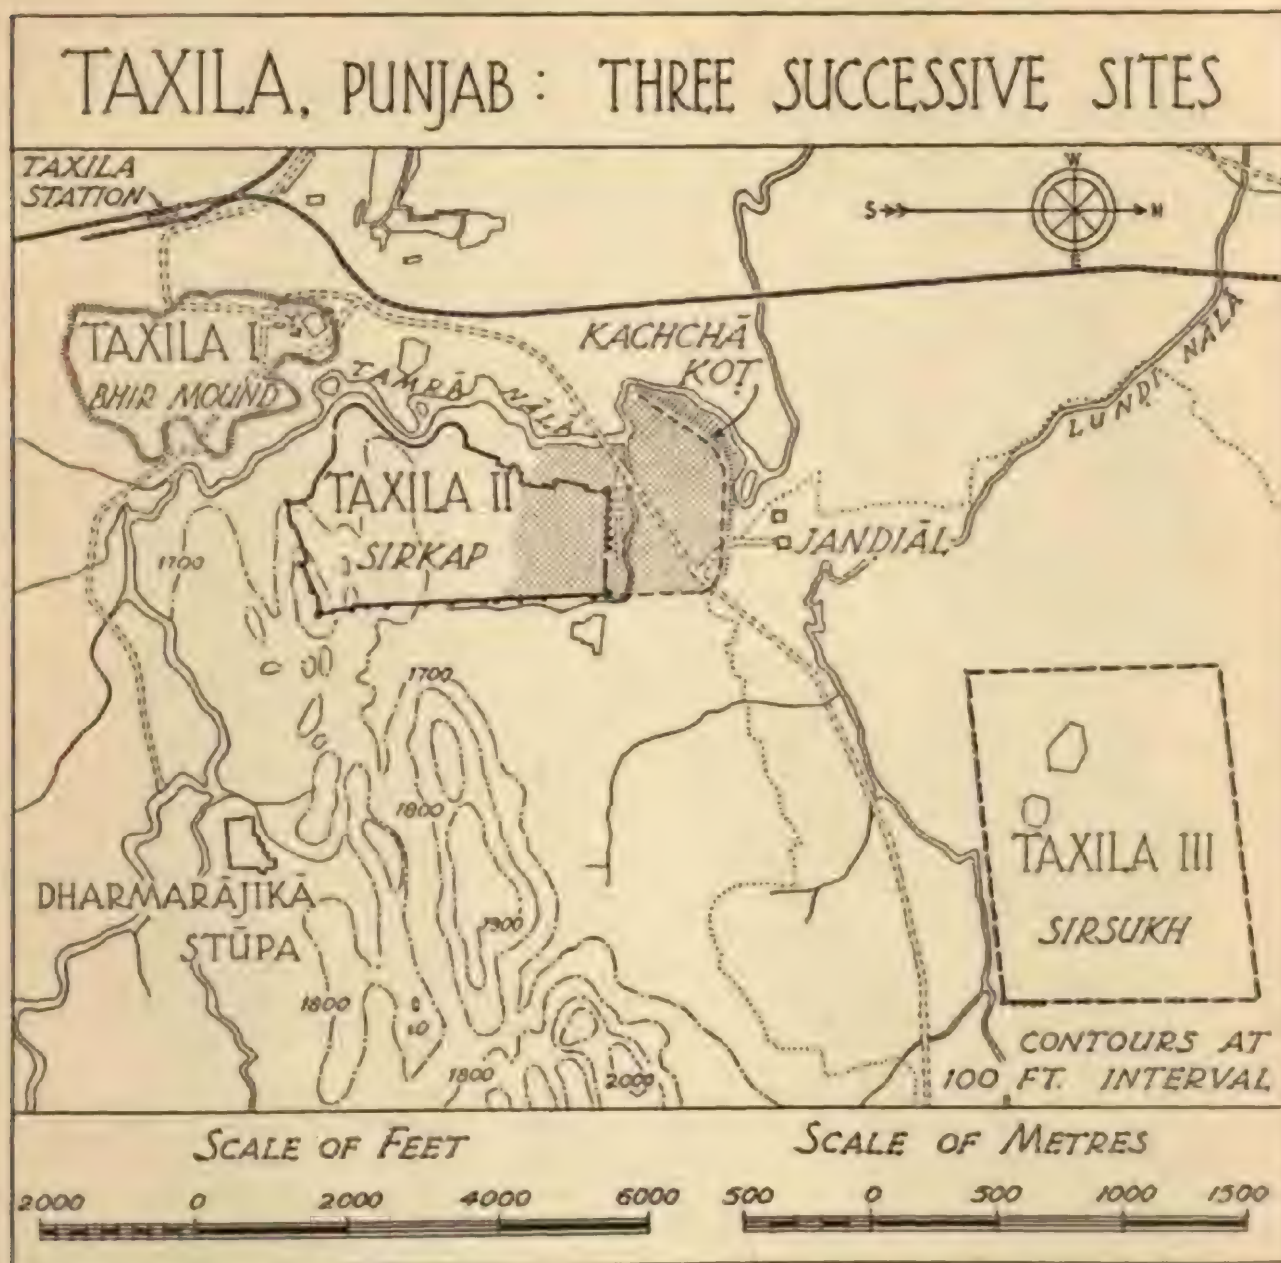 TAXILA, PUNJAB: THREE SUCCESSIVE SITES
TAXILA
STATION
W
S
N
E
KACHCHĀ
KOṬ
TAXILA I
BHIR MOUND
TAMRĀ NĀLĀ
LUNḌI NĀLĀ
TAXILA II
SIRKAP
JANDIĀL
1700
1700
1800
1900
TAXILA III
SIRSUKH
DHARMARĀJIKĀ
STŪPA
1800
1800
2000
CONTOURS AT
100 FT. INTERVAL
SCALE OF FEET
SCALE OF METRES
2000 0 2000 4000 6000
500 0 500 1000 1500